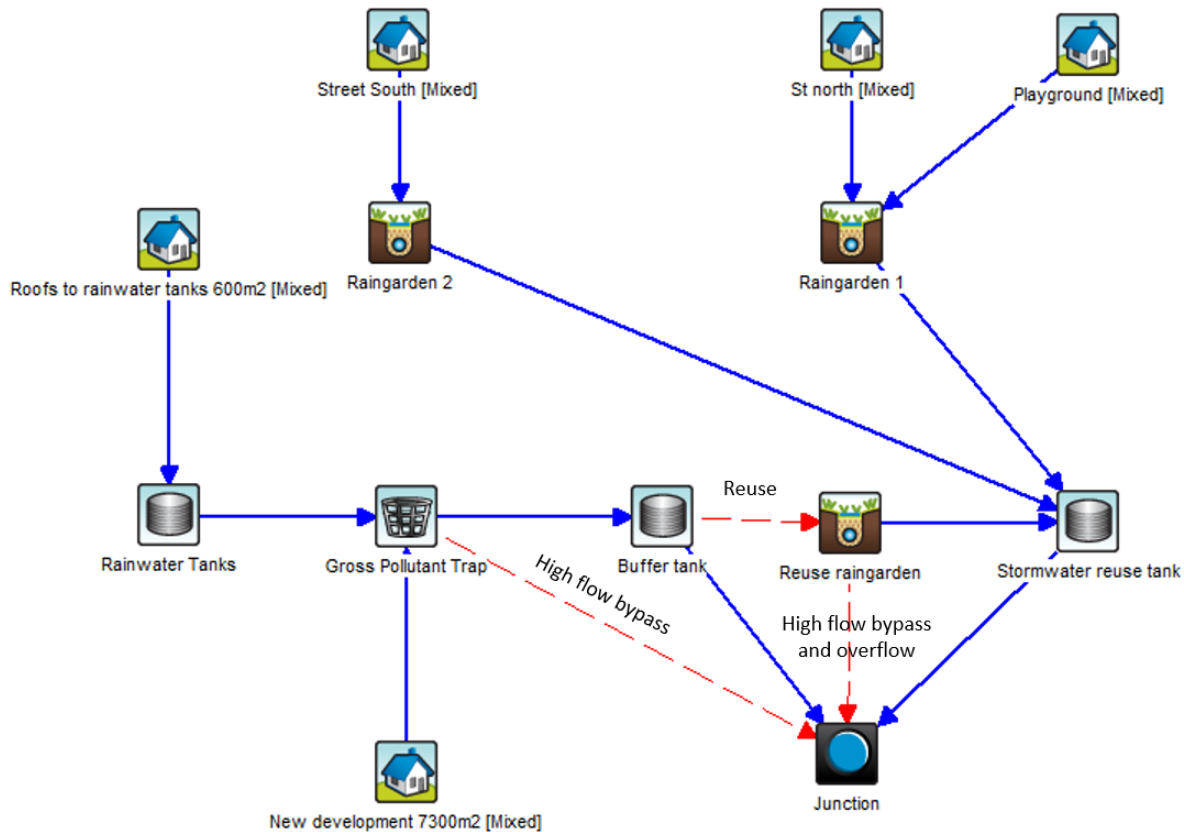 Street South [Mixed]
St north [Mixed]
Playground [Mixed]
Roofs to rainwater tanks 600m2 [Mixed]
Raingarden 2
Raingarden 1
Reuse
Rainwater Tanks
Gross Pollutant Trap
Buffer tank
Reuse raingarden
Stormwater reuse tank
High flow bypass
High flow bypass
and overflow
Junction
New development 7300m2 [Mixed]